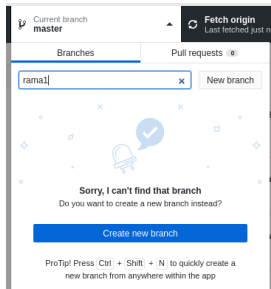 Current branch
master
Fetch origin
Last fetched just n
Branches
Pull requests 0
rama1
New branch
Sorry, I can't find that branch
Do you want to create a new branch instead?
Create new branch
ProTip! Press Ctrl + Shift + N to quickly create a
new branch from anywhere within the app